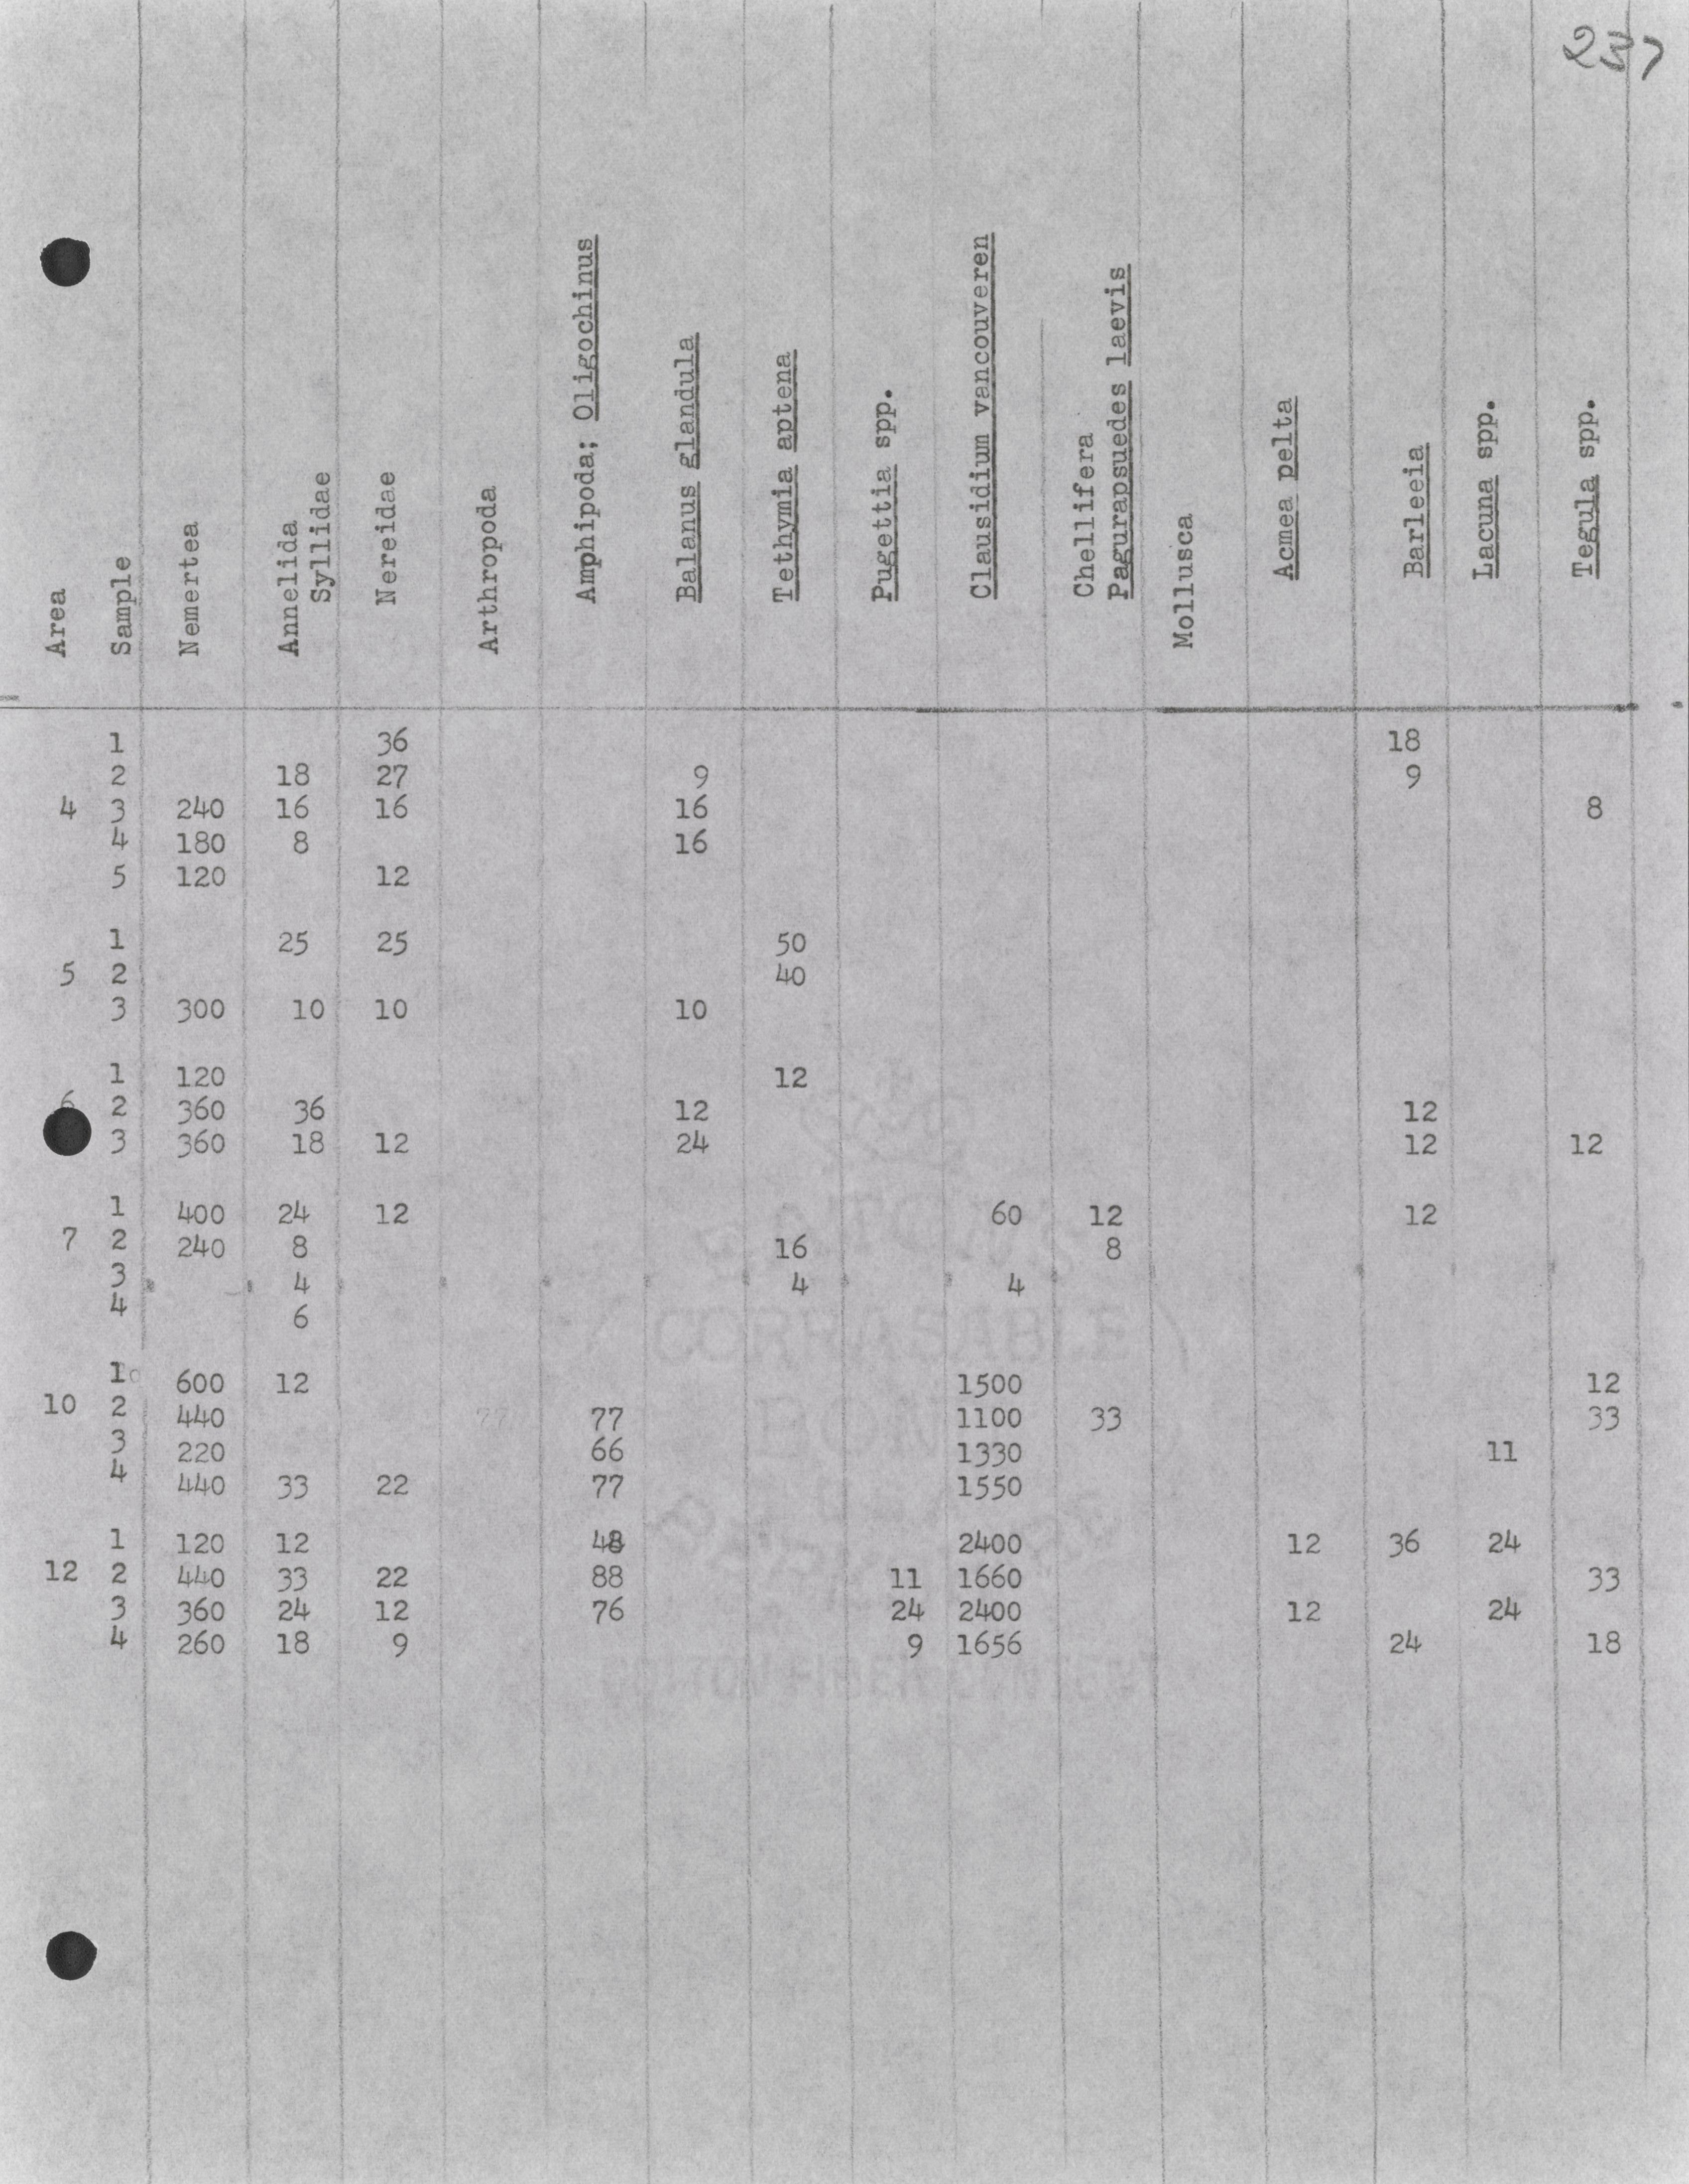 237
Area
Sample
Nemertea
Annelida
Syllidae
Nereidae
Arthropoda
Amphipoda; Oligochinus
Balanus glandula
Tethymia aptena
Pugettia spp.
Clausidium vancouveren
Chellifera
Pagurapsuedes laevis
Mollusca
Acmea pelta
Barleeia
Lacuna spp.
Tegula spp.
1 36 18
2 18 27 9 9
4 3 240 16 16 16 8
4 180 8 16
5 120 12
1 25 25 50
5 2 40
3 300 10 10 10
1 120 12
6 2 360 36 12 12
3 360 18 12 24 12 12
1 400 24 12 60 12 12
7 2 240 8 16 8
3 4 4 4
4 6
1 600 12 1500 12
10 2 440 77 77 1100 33 33
3 220 66 1330 11
4 440 33 22 77 1550
1 120 12 48 2400 12 36 24
12 2 440 33 22 88 11 1660 33
3 360 24 12 76 24 2400 12 24
4 260 18 9 9 1656 24 18
EATON'S
CORRASABLE
BOND
COTTON FIBER CONTENT